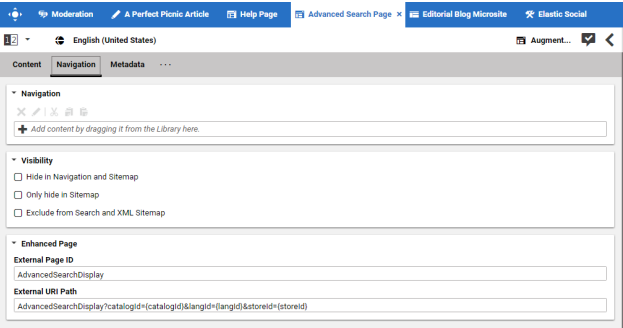 Moderation
A Perfect Picnic Article
Help Page
Advanced Search Page ×
Editorial Blog Microsite
Elastic Social
12
English (United States)
Augment...
Content
Navigation
Metadata
...
Navigation
Add content by dragging it from the Library here.
Visibility
Hide in Navigation and Sitemap
Only hide in Sitemap
Exclude from Search and XML Sitemap
Enhanced Page
External Page ID
AdvancedSearchDisplay
External URI Path
AdvancedSearchDisplay?catalogId={catalogId}&langId={langId}&storeId={storeId}